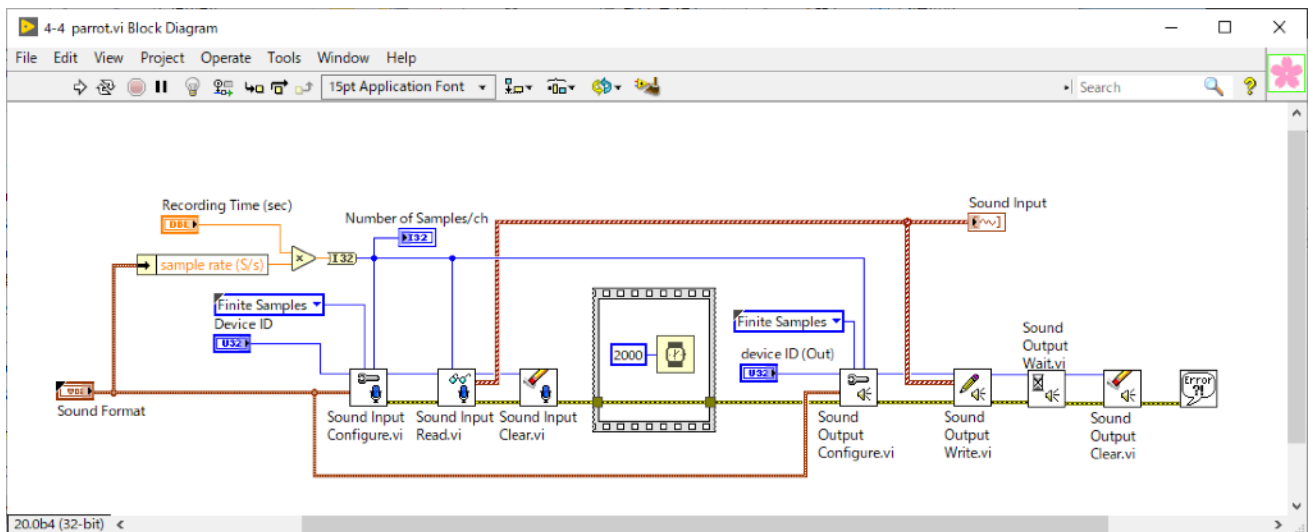 4-4 parrot.vi Block Diagram
File Edit View Project Operate Tools Window Help
15pt Application Font
Search
Recording Time (sec)
DBL
Number of Samples/ch
I32
Sound Input
sample rate (S/s)
I32
Finite Samples
Device ID
U32
2000
Finite Samples
device ID (Out)
U32
Sound
Output
Wait.vi
Error
?!
Sound Format
Sound Input
Configure.vi
Sound Input
Read.vi
Sound Input
Clear.vi
Sound
Output
Configure.vi
Sound
Output
Write.vi
Sound
Output
Clear.vi
20.0b4 (32-bit)